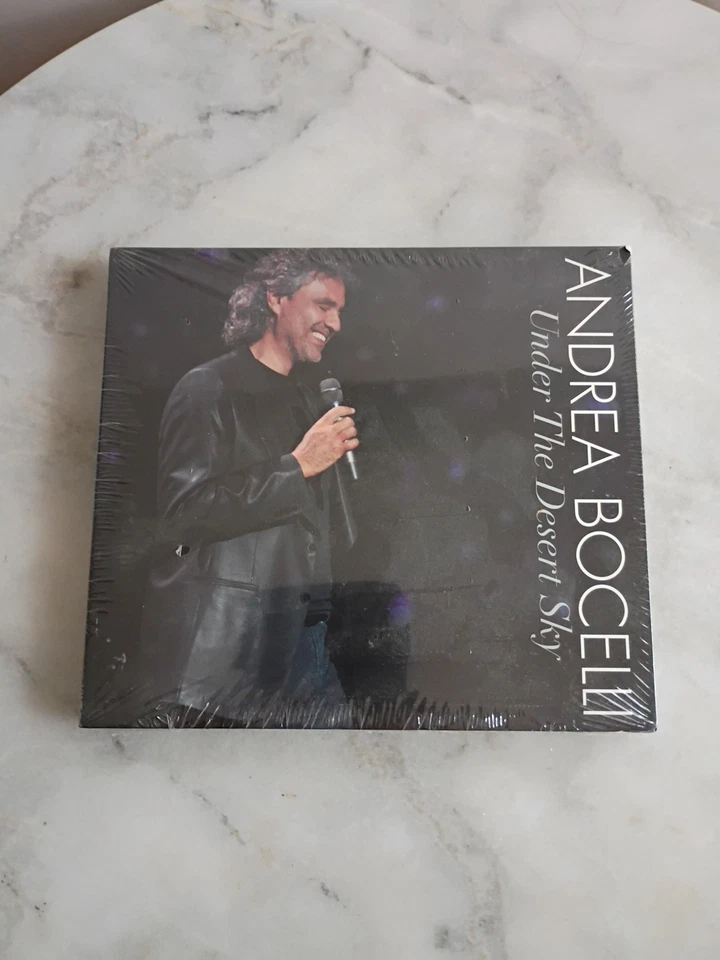 ANDREA BOCELLI
Under The Desert Sky